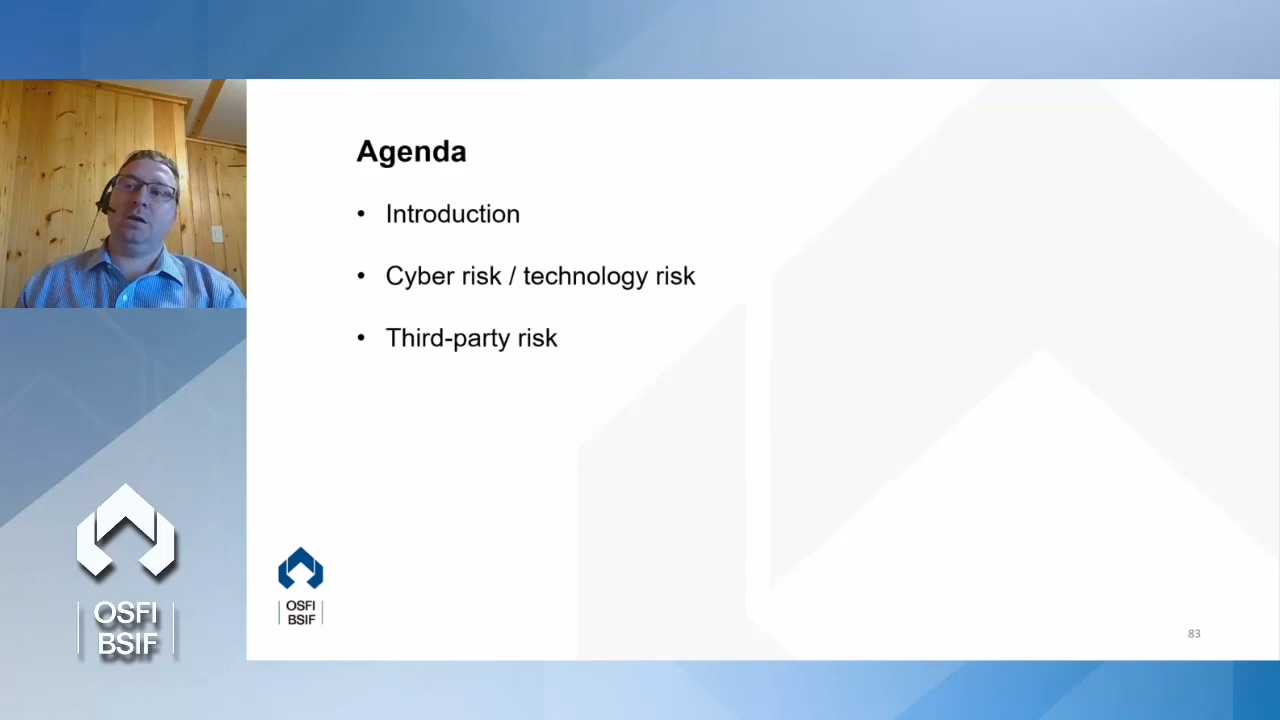 Agenda
• Introduction
• Cyber risk / technology risk
• Third-party risk
OSFI
BSIF
OSFI
BSIF
83